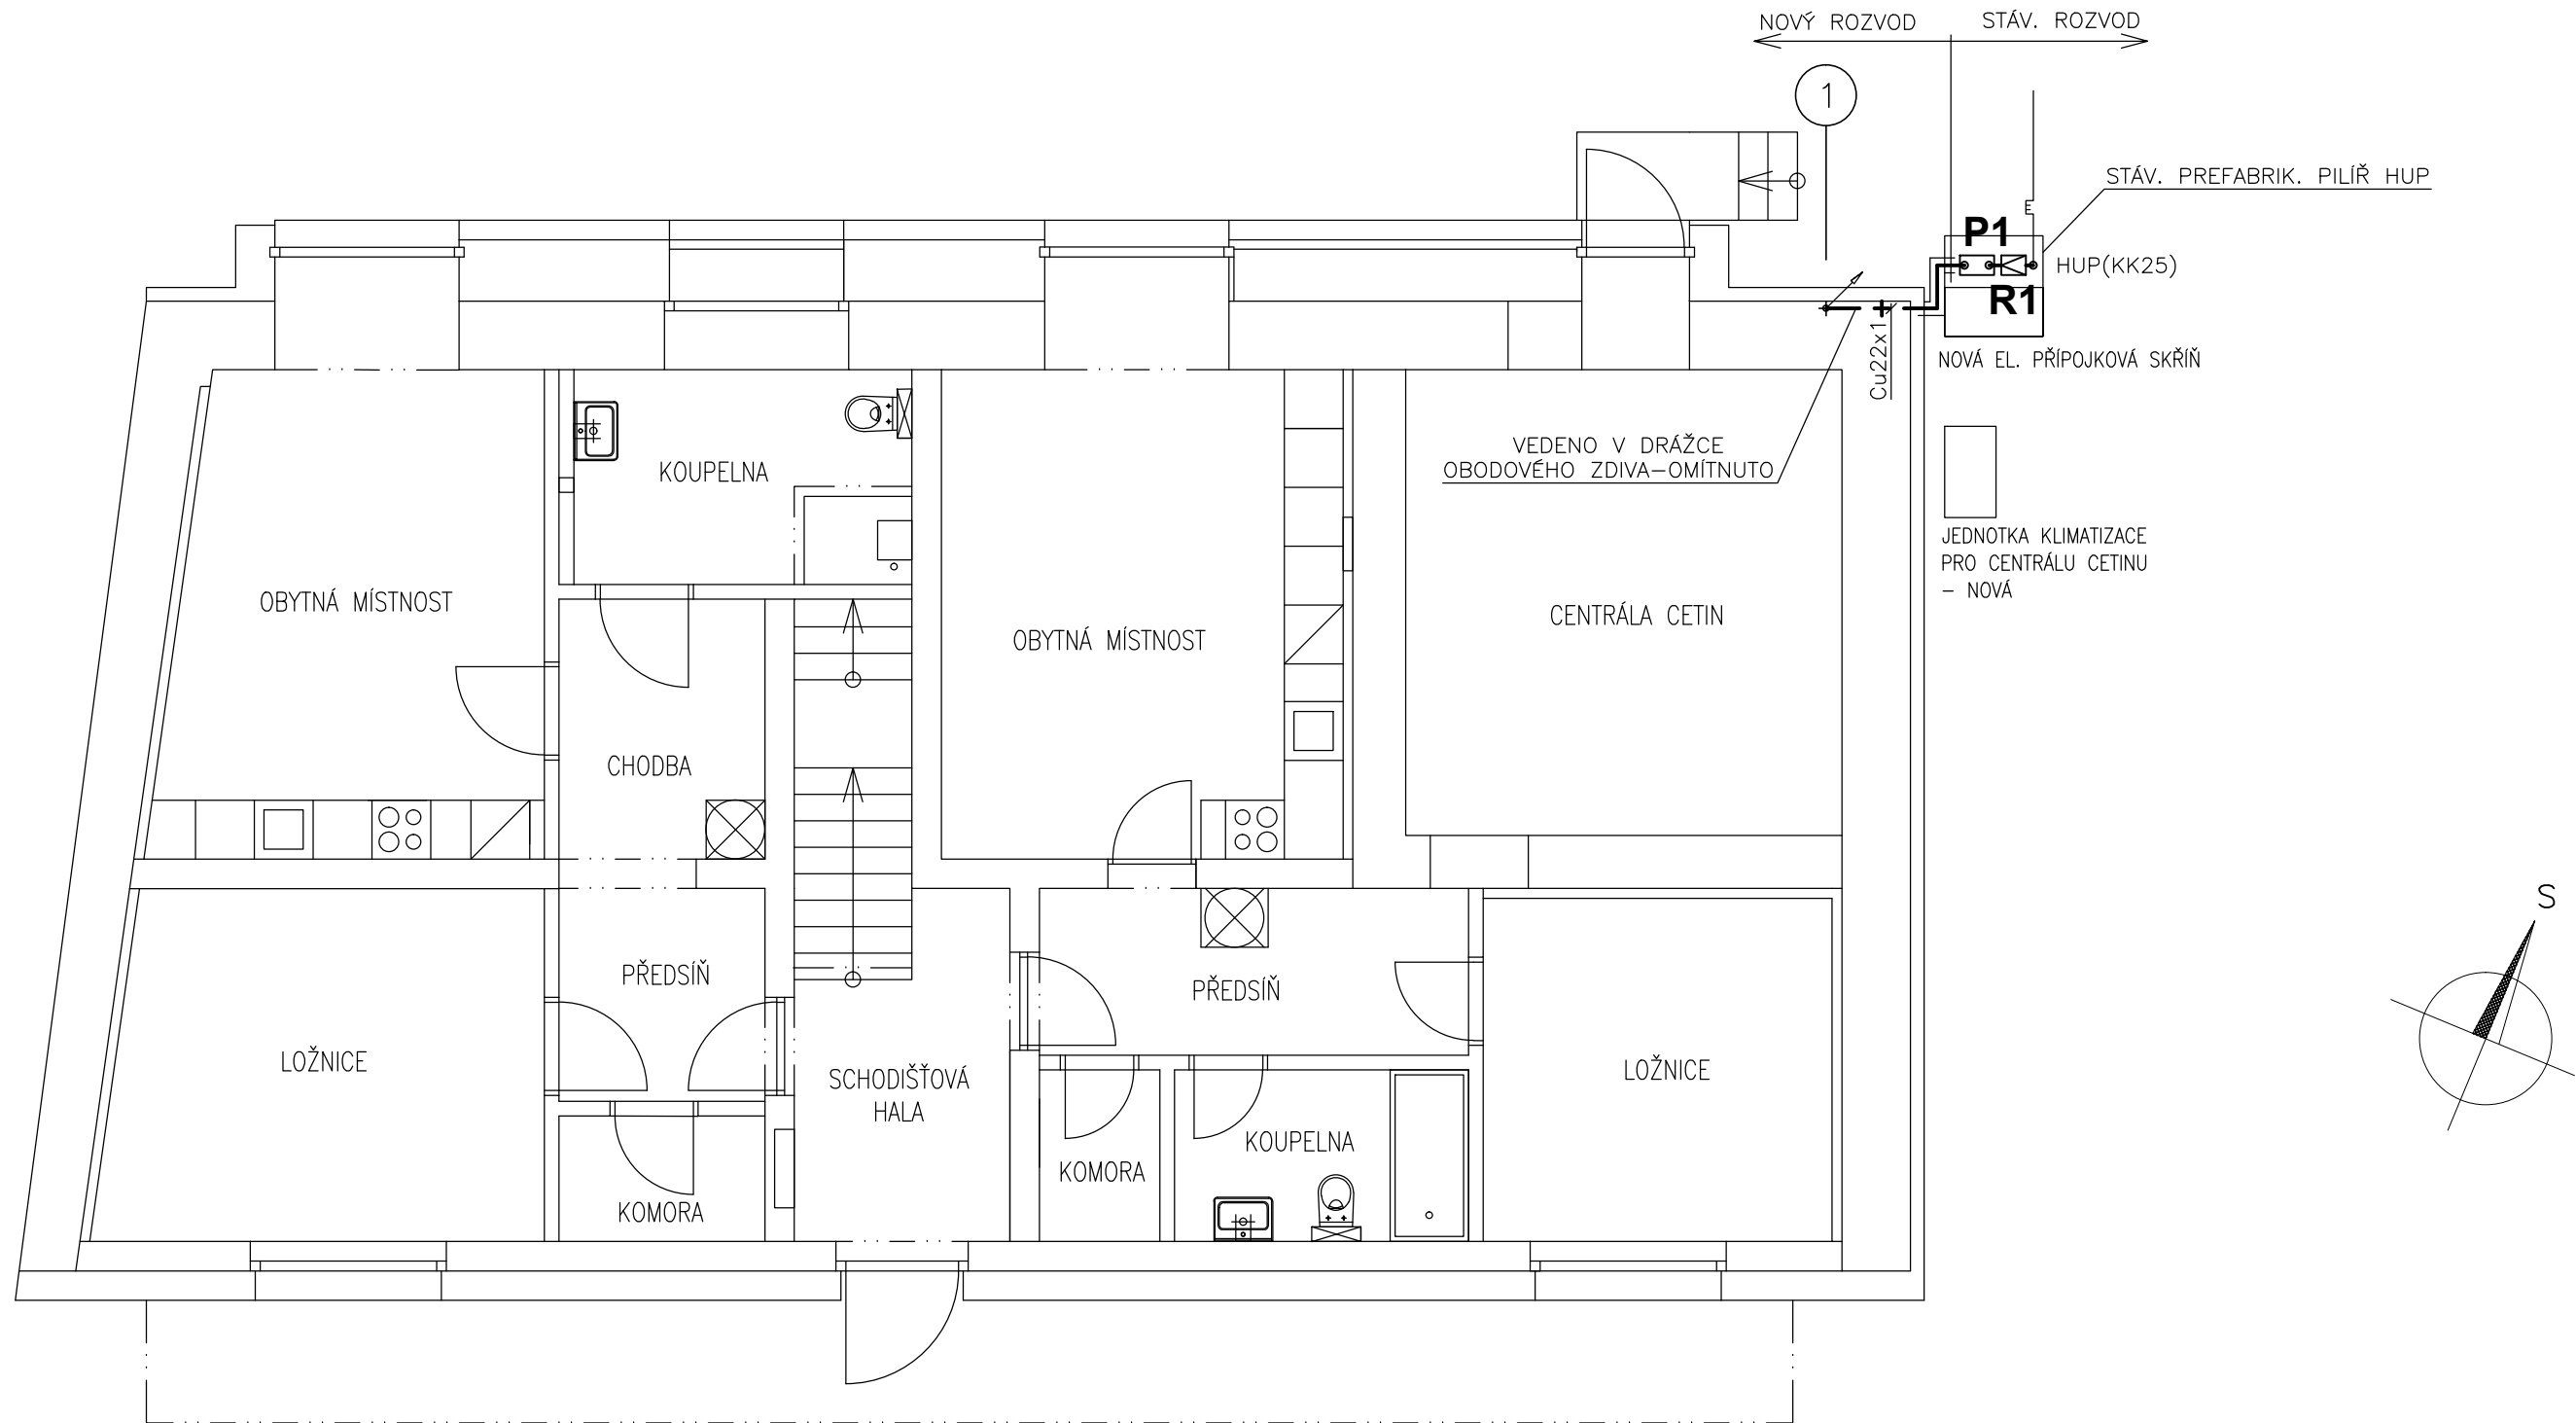 NOVÝ ROZVOD
STÁV. ROZVOD
1
STÁV. PREFABRIK. PILÍŘ HUP
P1
HUP(KK25)
R1
Cu22x1
NOVÁ EL. PŘÍPOJKOVÁ SKŘÍŇ
VEDENO V DRÁŽCE
OBODOVÉHO ZDIVA-OMÍTNUTO
KOUPELNA
JEDNOTKA KLIMATIZACE
PRO CENTRÁLU CETINU
- NOVÁ
OBYTNÁ MÍSTNOST
OBYTNÁ MÍSTNOST
CENTRÁLA CETIN
CHODBA
S
PŘEDSÍŇ
PŘEDSÍŇ
LOŽNICE
SCHODIŠŤOVÁ
HALA
LOŽNICE
KOUPELNA
KOMORA
KOMORA